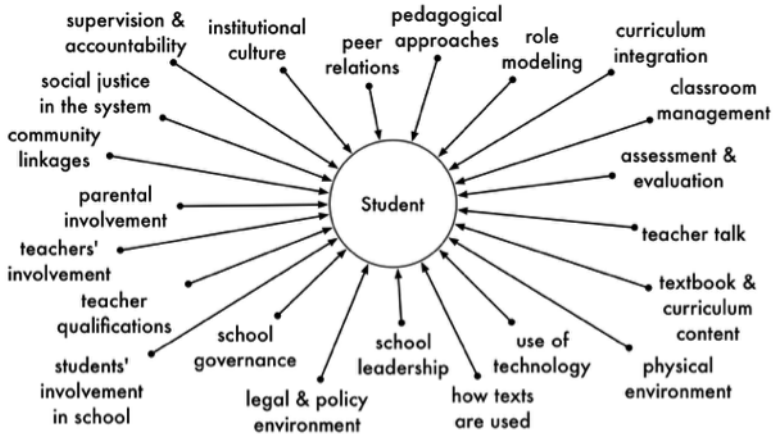 supervision &
accountability
institutional
culture
peer
relations
pedagogical
approaches
role
modeling
curriculum
integration
classroom
management
assessment &
evaluation
teacher talk
textbook &
curriculum
content
physical
environment
use of
technology
how texts
are used
school
leadership
legal & policy
environment
school
governance
students'
involvement
in school
teacher
qualifications
teachers'
involvement
parental
involvement
community
linkages
social justice
in the system
Student